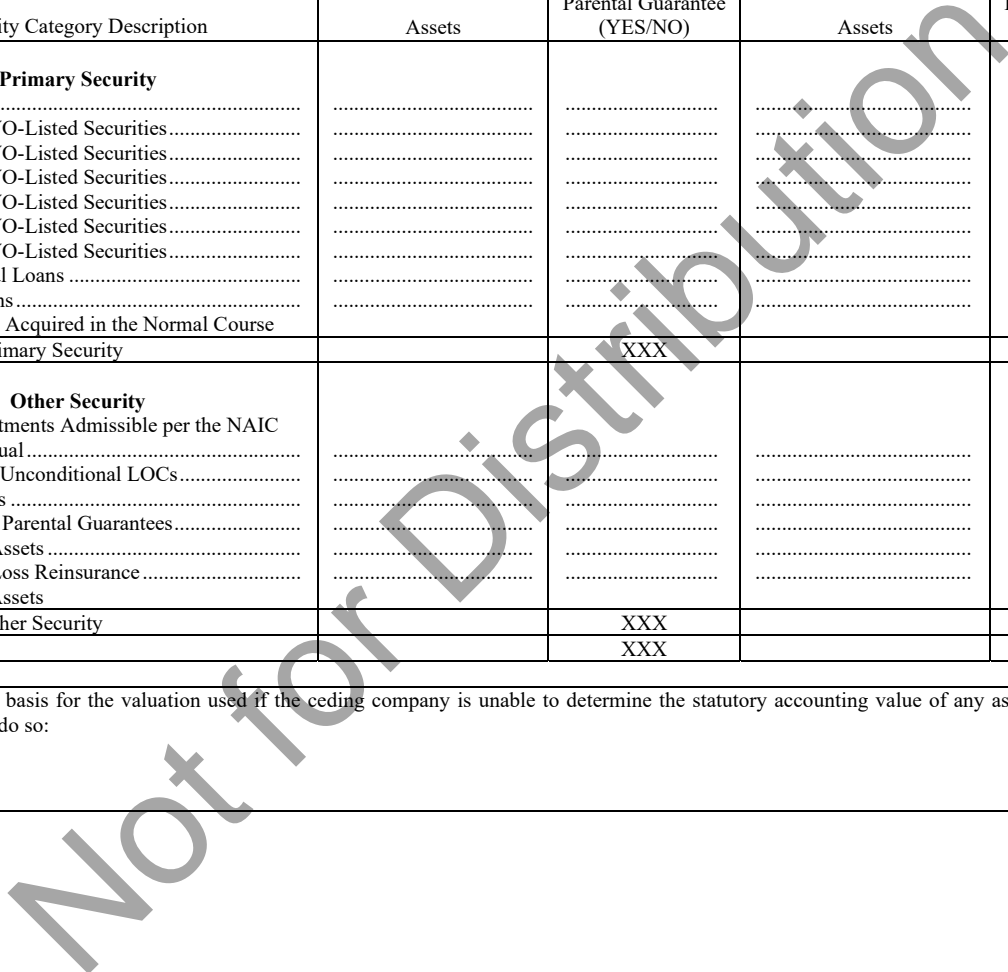 Parental Guarantee
ity Category Description Assets (YES/NO) Assets
Primary Security
............................................................ ........................................ .............................. ...........................................
O-Listed Securities.......................... ........................................ .............................. ...........................................
O-Listed Securities.......................... ........................................ .............................. ...........................................
O-Listed Securities.......................... ........................................ .............................. ...........................................
O-Listed Securities.......................... ........................................ .............................. ...........................................
O-Listed Securities.......................... ........................................ .............................. ...........................................
O-Listed Securities.......................... ........................................ .............................. ...........................................
l Loans .............................................. ........................................ .............................. ...........................................
ns......................................................... ........................................ .............................. ...........................................
Acquired in the Normal Course
imary Security XXX
Other Security
tments Admissible per the NAIC
ual....................................................... ........................................ .............................. ...........................................
Unconditional LOCs........................ ........................................ .............................. ...........................................
s .......................................................... ........................................ .............................. ...........................................
Parental Guarantees......................... ........................................ .............................. ...........................................
Assets ................................................... ........................................ .............................. ...........................................
Loss Reinsurance ................................ ........................................ .............................. ...........................................
Assets
her Security XXX
XXX
basis for the valuation used if the ceding company is unable to determine the statutory accounting value of any as
do so:
Not for Distribution